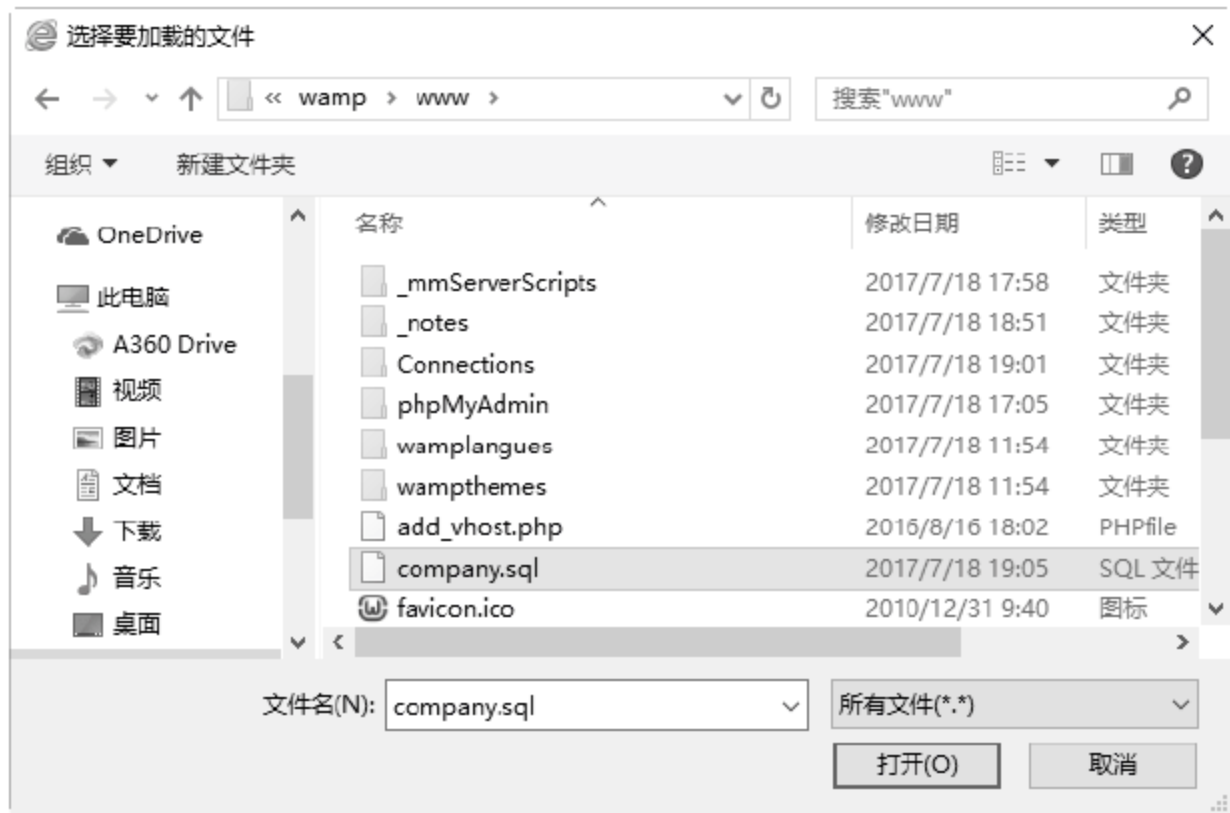 选择要加载的文件
« wamp > www >
搜索"www"
组织
新建文件夹
名称 修改日期 类型
OneDrive
此电脑
A360 Drive
视频
图片
文档
下载
音乐
桌面
_mmServerScripts 2017/7/18 17:58 文件夹
_notes 2017/7/18 18:51 文件夹
Connections 2017/7/18 19:01 文件夹
phpMyAdmin 2017/7/18 17:05 文件夹
wamplangues 2017/7/18 11:54 文件夹
wampthemes 2017/7/18 11:54 文件夹
add_vhost.php 2016/8/16 18:02 PHPfile
company.sql 2017/7/18 19:05 SQL 文件
favicon.ico 2010/12/31 9:40 图标
文件名(N): company.sql 所有文件(*.*)
打开(O) 取消